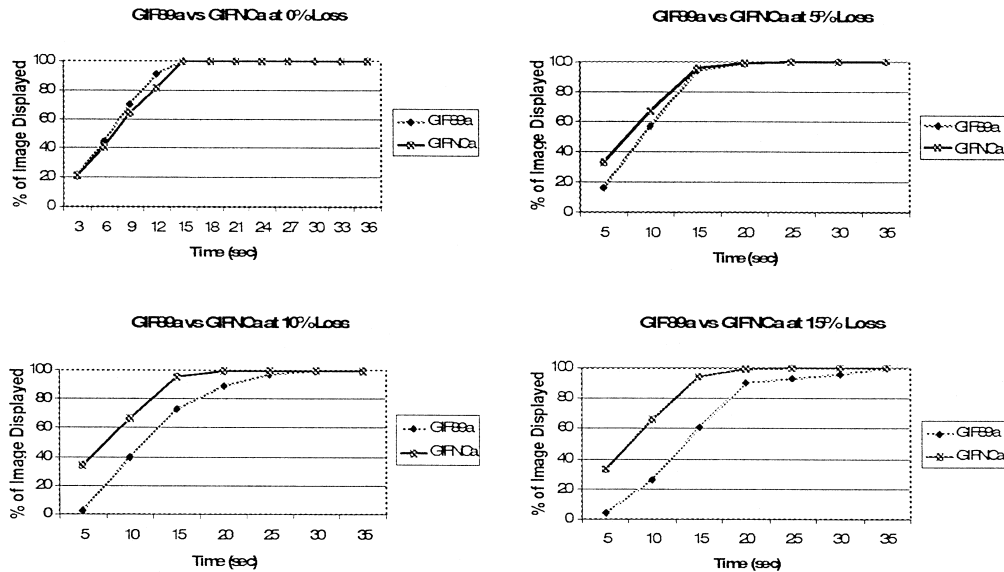 GIF89a vs GIFNCa at 0% Loss
% of Image Displayed
100
80
60
40
20
0
3 6 9 12 15 18 21 24 27 30 33 36
Time (sec)
GIF89a
GIFNCa
GIF89a vs GIFNCa at 5% Loss
% of Image Displayed
100
80
60
40
20
0
5 10 15 20 25 30 35
Time (sec)
GIF89a
GIFNCa
GIF89a vs GIFNCa at 10% Loss
% of Image Displayed
100
80
60
40
20
0
5 10 15 20 25 30 35
Time (sec)
GIF89a
GIFNCa
GIF89a vs GIFNCa at 15% Loss
% of Image Displayed
100
80
60
40
20
0
5 10 15 20 25 30 35
Time (sec)
GIF89a
GIFNCa